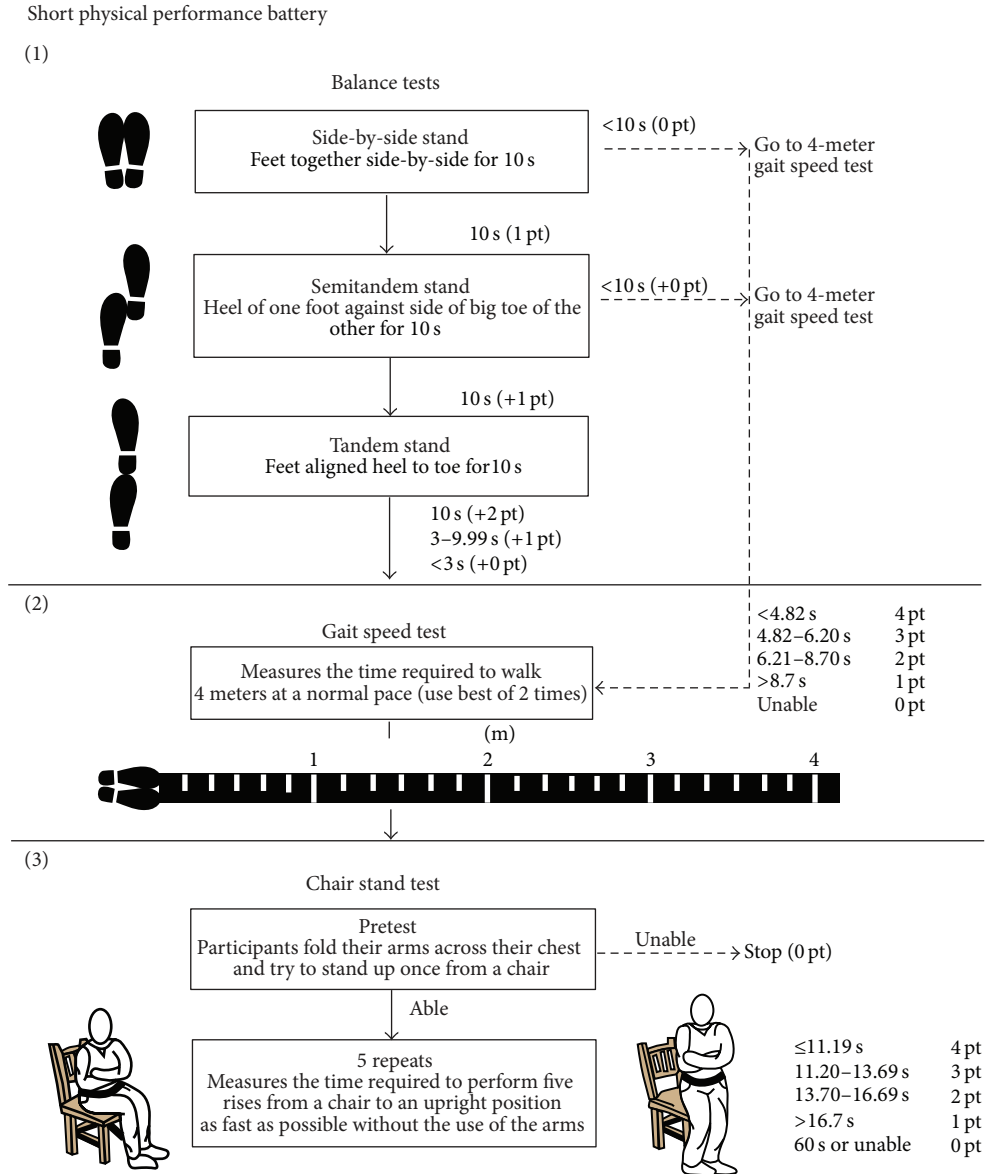 Short physical performance battery
(1)
Balance tests
Side-by-side stand
Feet together side-by-side for 10 s
<10 s (0 pt)
Go to 4-meter
gait speed test
10 s (1 pt)
Semitandem stand
Heel of one foot against side of big toe of the
other for 10 s
<10 s (+0 pt)
Go to 4-meter
gait speed test
10 s (+1 pt)
Tandem stand
Feet aligned heel to toe for10 s
10 s (+2 pt)
3–9.99 s (+1 pt)
<3 s (+0 pt)
(2)
Gait speed test
Measures the time required to walk
4 meters at a normal pace (use best of 2 times)
<4.82 s 4 pt
4.82–6.20 s 3 pt
6.21–8.70 s 2 pt
>8.7 s 1 pt
Unable 0 pt
(m)
1 2 3 4
(3)
Chair stand test
Pretest
Participants fold their arms across their chest
and try to stand up once from a chair
Unable
Stop (0 pt)
Able
5 repeats
Measures the time required to perform five
rises from a chair to an upright position
as fast as possible without the use of the arms
≤11.19 s 4 pt
11.20–13.69 s 3 pt
13.70–16.69 s 2 pt
>16.7 s 1 pt
60 s or unable 0 pt